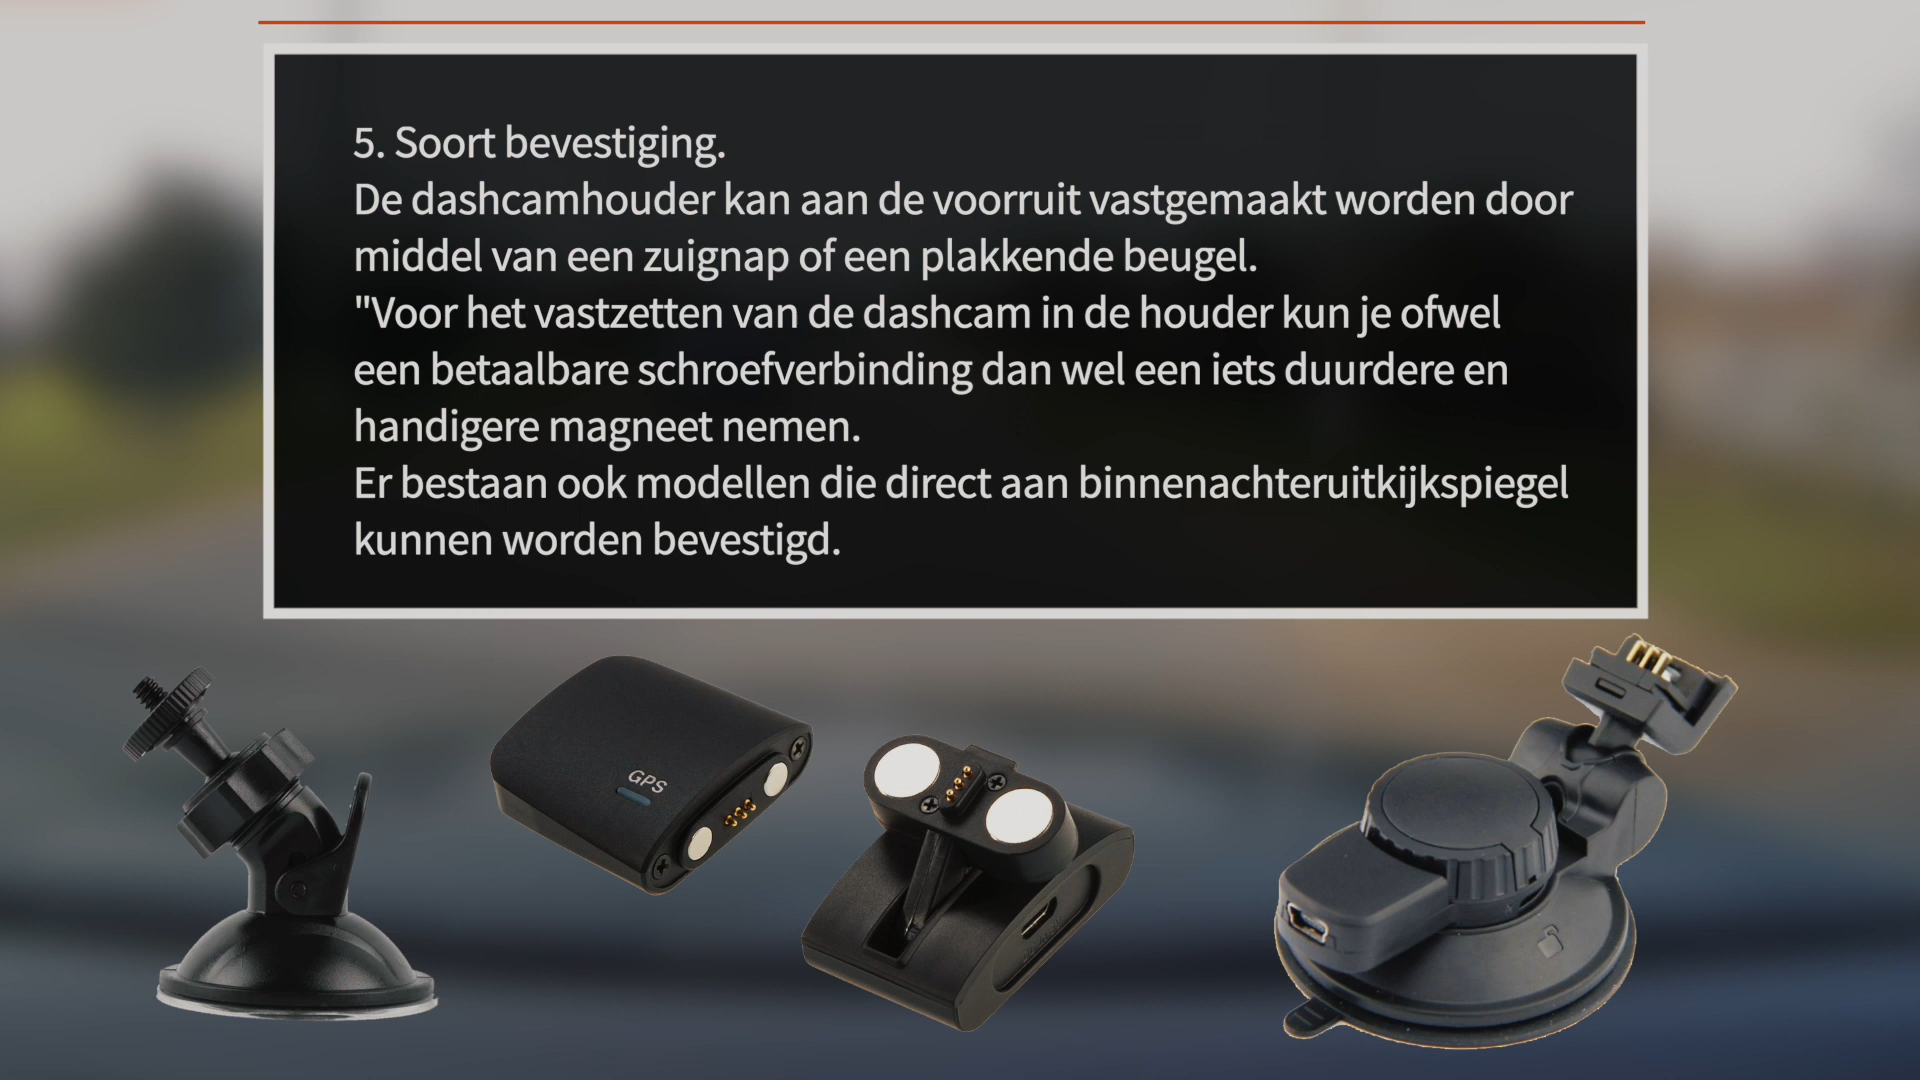 5. Soort bevestiging.
De dashcamhouder kan aan de voorruit vastgemaakt worden door
middel van een zuignap of een plakkende beugel.
"Voor het vastzetten van de dashcam in de houder kun je ofwel
een betaalbare schroefverbinding dan wel een iets duurdere en
handigere magneet nemen.
Er bestaan ook modellen die direct aan binnenachteruitkijkspiegel
kunnen worden bevestigd.
GPS